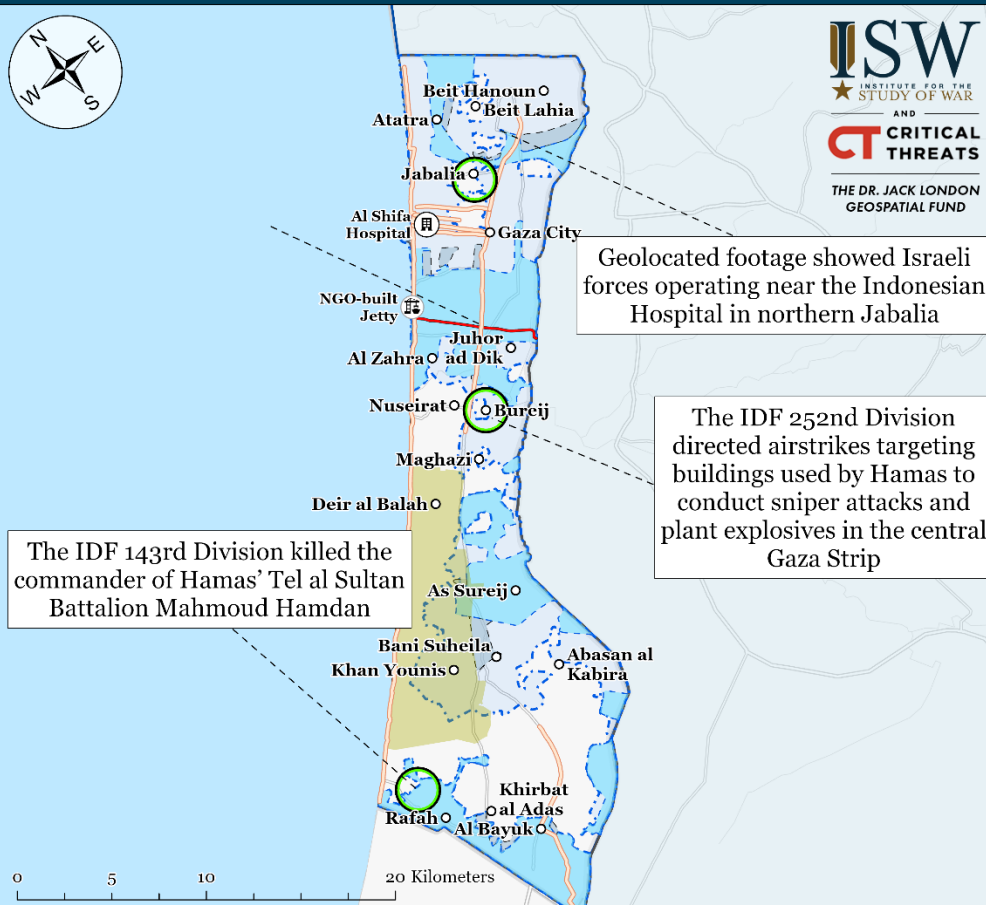 N
E
W
S
ISW
INSTITUTE FOR THE
STUDY OF WAR
AND
CT CRITICAL
THREATS
THE DR. JACK LONDON
GEOSPATIAL FUND
Beit Hanoun
Beit Lahia
Atatra
Jabalia
Al Shifa
Hospital
Gaza City
Geolocated footage showed Israeli
forces operating near the Indonesian
Hospital in northern Jabalia
NGO-built
Jetty
Juhor
ad Dik
Al Zahra
Nuseirat
Bureij
The IDF 252nd Division
directed airstrikes targeting
buildings used by Hamas to
conduct sniper attacks and
plant explosives in the central
Gaza Strip
Maghazi
Deir al Balah
The IDF 143rd Division killed the
commander of Hamas' Tel al Sultan
Battalion Mahmoud Hamdan
As Sureij
Bani Suheila
Khan Younis
Abasan al
Kabira
Khirbat
al Adas
Rafah
Al Bayuk
0 5 10 20 Kilometers